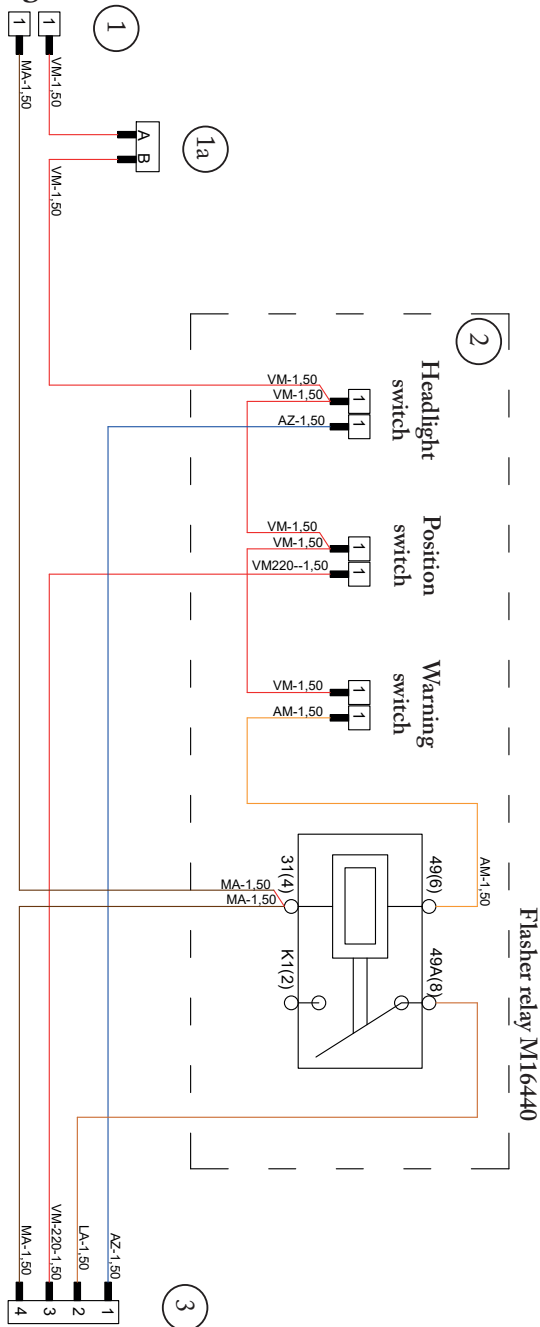 1
1
1
MA-1,50
VM-1,50
A
B
1a
VM-1,50
2
Headlight
switch
VM-1,50
VM-1,50
AZ-1,50
1
1
Position
switch
VM-1,50
VM-1,50
VM220--1,50
1
1
Warning
switch
VM-1,50
AM-1,50
1
1
Flasher relay M16440
31(4)
49(6)
AM-1,50
MA-1,50
MA-1,50
K1(2)
49A(8)
MA-1,50
VM-220-1,50
LA-1,50
AZ-1,50
4
3
2
1
3